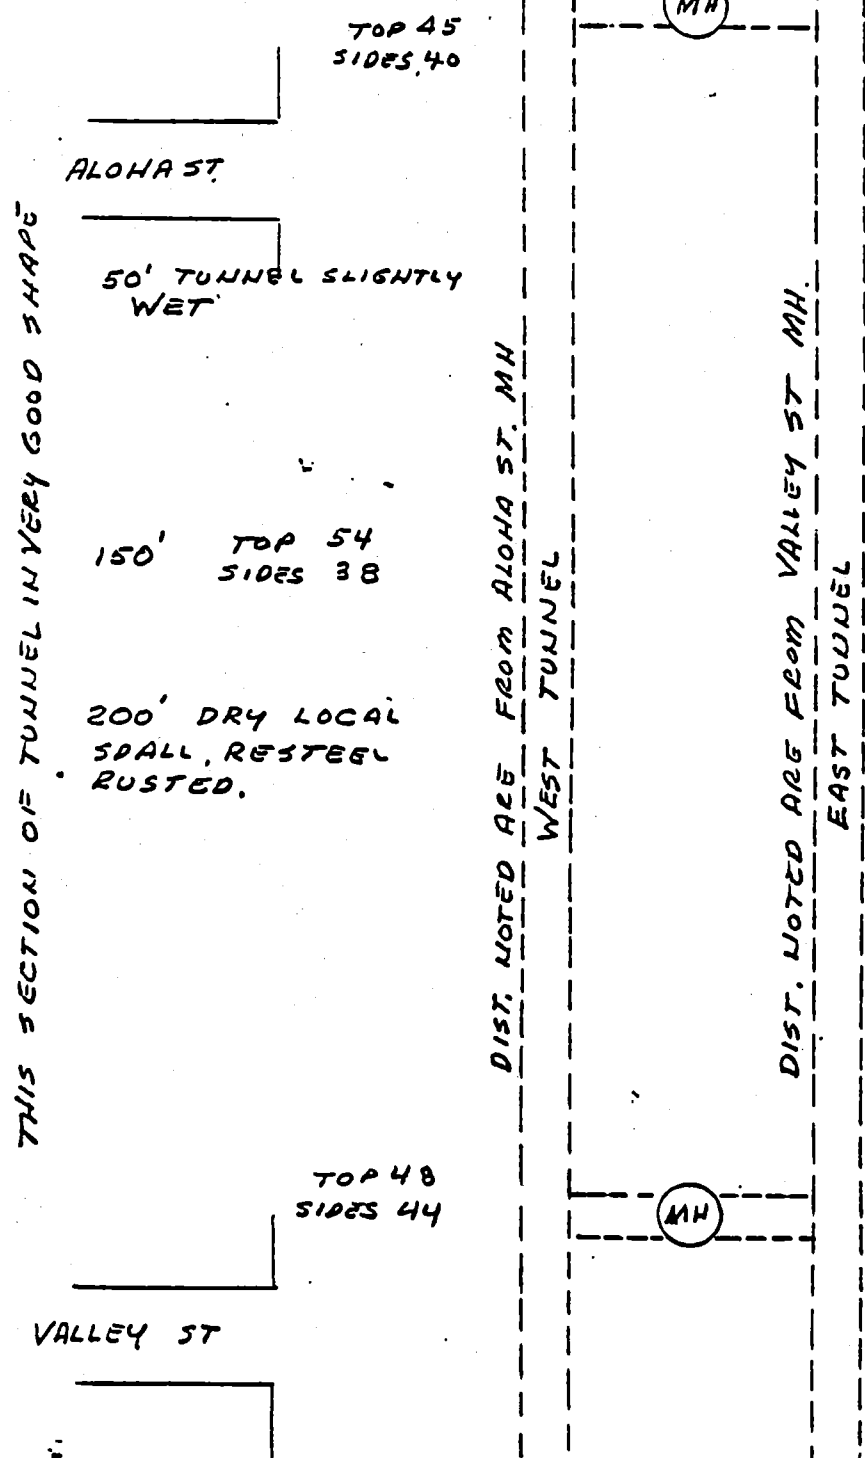 MH
TOP 45
SIDES 40
ALOHA ST.
50' TUNNEL SLIGHTLY
WET
THIS SECTION OF TUNNEL IN VERY GOOD SHAPE
150' TOP 54
SIDES 38
200' DRY LOCAL
SPALL, RESTEEL
RUSTED.
DIST. NOTED ARE FROM ALOHA ST. MH
WEST TUNNEL
DIST. NOTED ARE FROM VALLEY ST MH.
EAST TUNNEL
TOP 48
SIDES 44
MH
VALLEY ST